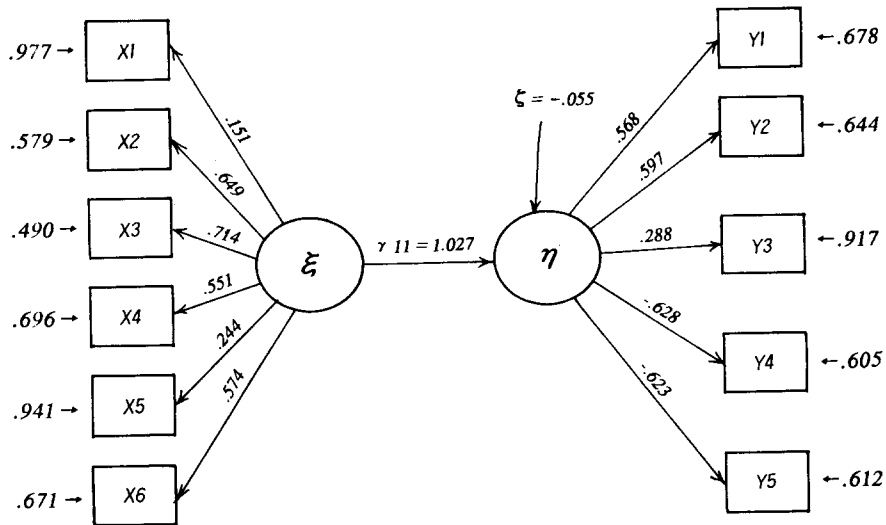 .977 → X1
.579 → X2
.490 → X3
.696 → X4
.941 → X5
.671 → X6
.151
.649
.714
.551
.244
.574
ξ
γ 11 = 1.027
ζ = -.055
η
.568
.597
.288
-.628
-.623
Y1 ←.678
Y2 ←.644
Y3 ←.917
Y4 ←.605
Y5 ←.612